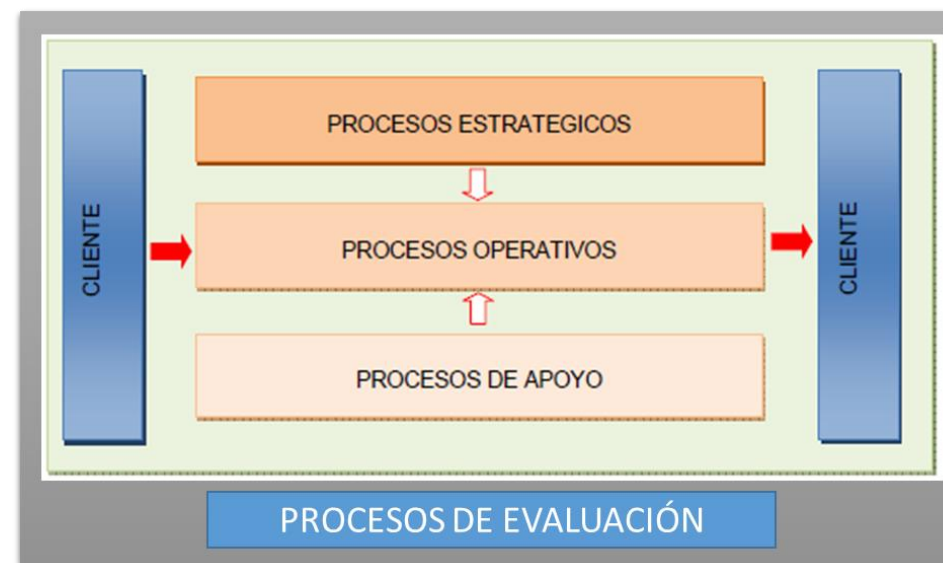 PROCESOS ESTRATEGICOS
CLIENTE
PROCESOS OPERATIVOS
CLIENTE
PROCESOS DE APOYO
PROCESOS DE EVALUACIÓN